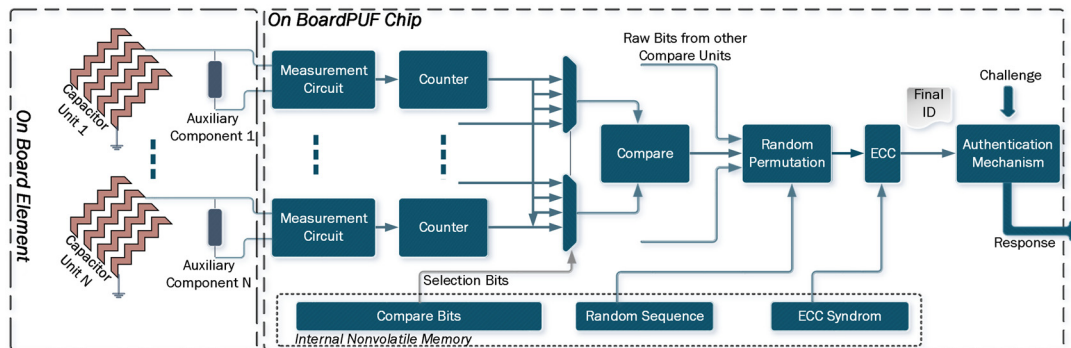 On BoardPUF Chip
On Board Element
Capacitor
Unit 1
Auxiliary
Component 1
Measurement
Circuit
Counter
Raw Bits from other
Compare Units
Compare
Random
Permutation
ECC
Final
ID
Challenge
Authentication
Mechanism
Response
Capacitor
Unit N
Auxiliary
Component N
Measurement
Circuit
Counter
Selection Bits
Compare Bits
Random Sequence
ECC Syndrom
Internal Nonvolatile Memory